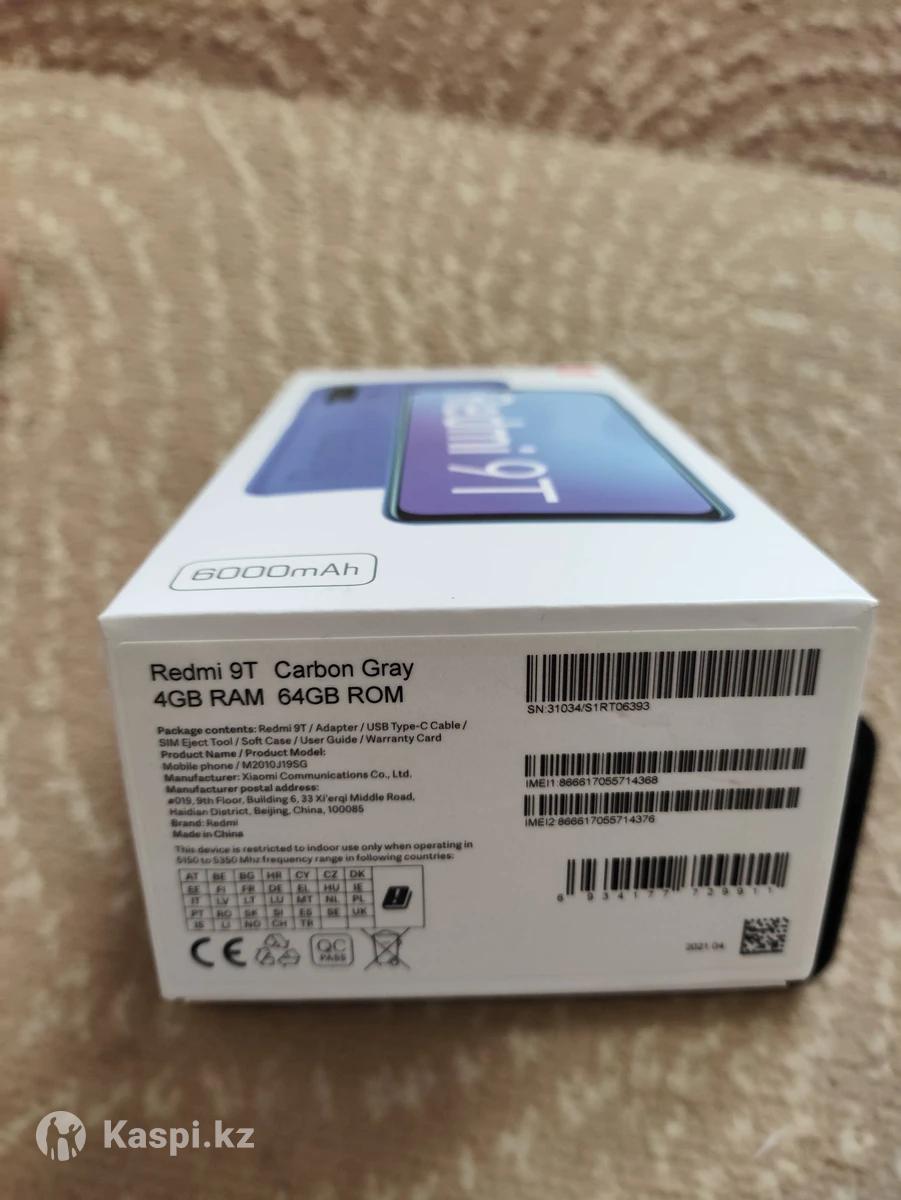 Redmi 9T
6000mAh
Redmi 9T Carbon Gray
4GB RAM 64GB ROM
Package contents: Redmi 9T / Adapter / USB Type-C Cable /
SIM Eject Tool / Soft Case / User Guide / Warranty Card
Product Name / Product Model:
Mobile phone / M2010J19SG
Manufacturer: Xiaomi Communications Co., Ltd.
Manufacturer postal address:
#019, 9th Floor, Building 6, 33 Xi'erqi Middle Road,
Haidian District, Beijing, China, 100085
Brand: Redmi
Made in China
This device is restricted to indoor use only when operating in
5150 to 5350 Mhz frequency range in following countries:
AT BE BG HR CY CZ DK
EE FI FR DE EL HU IE
IT LV LT LU MT NL PL
PT RO SK SI ES SE UK
IS LI NO CH TR
CE
QC
PASS
SN:31034/S1RT06393
IMEI1:866617055714368
IMEI2:866617055714376
6 934177 729911
2021.04
Kaspi.kz